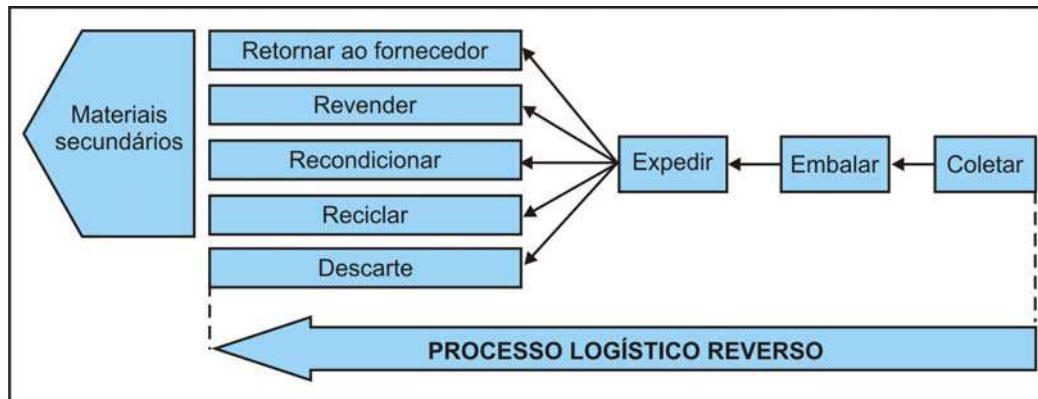 Retornar ao fornecedor
Revender
Materiais
secundários
Recondicionar
Expedir
Embalar
Coletar
Reciclar
Descarte
PROCESSO LOGÍSTICO REVERSO